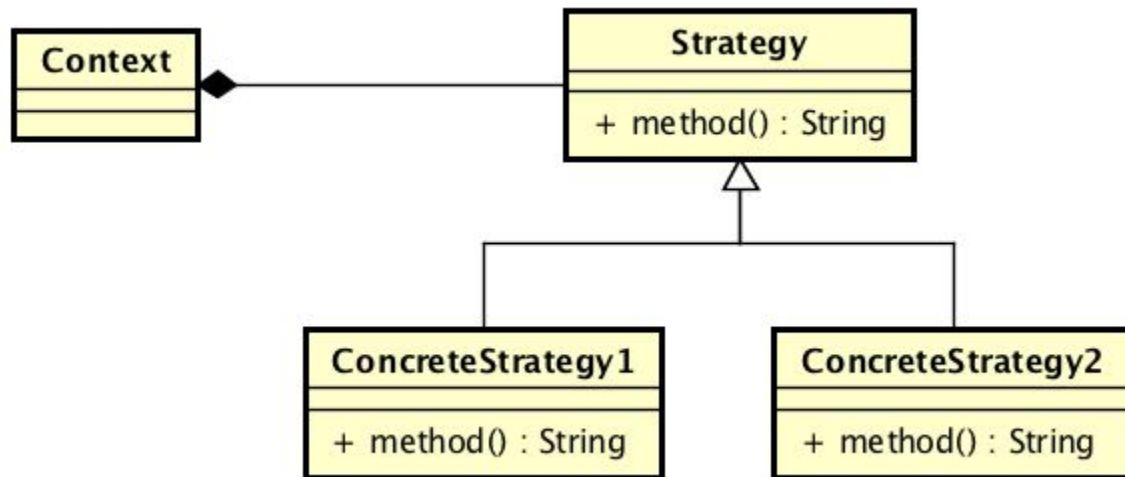 Context
Strategy
+ method() : String
ConcreteStrategy1
+ method() : String
ConcreteStrategy2
+ method() : String